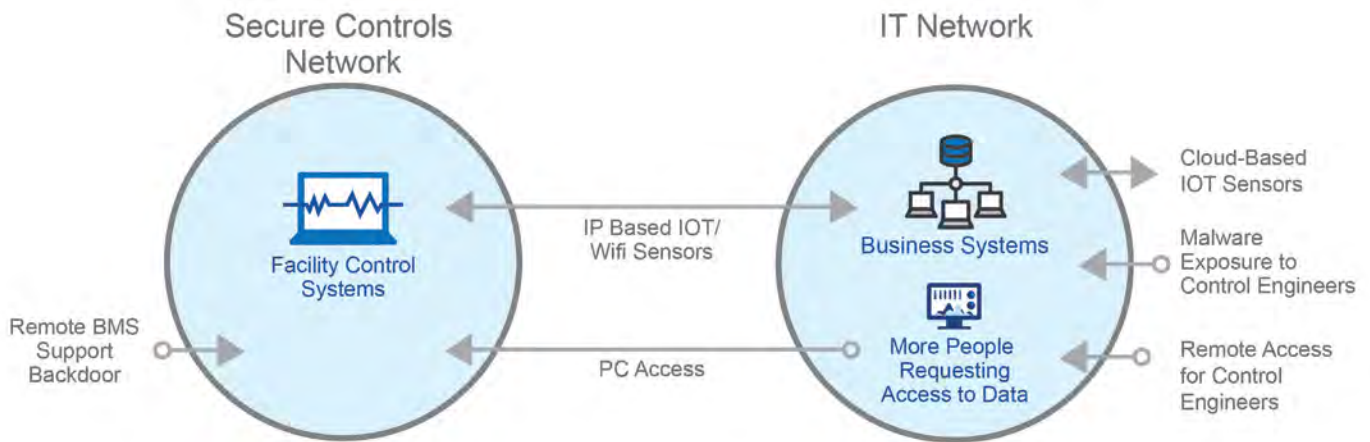 Secure Controls
Network
IT Network
Facility Control
Systems
Remote BMS
Support
Backdoor
IP Based IOT/
Wifi Sensors
PC Access
Business Systems
More People
Requesting
Access to Data
Cloud-Based
IOT Sensors
Malware
Exposure to
Control Engineers
Remote Access
for Control
Engineers